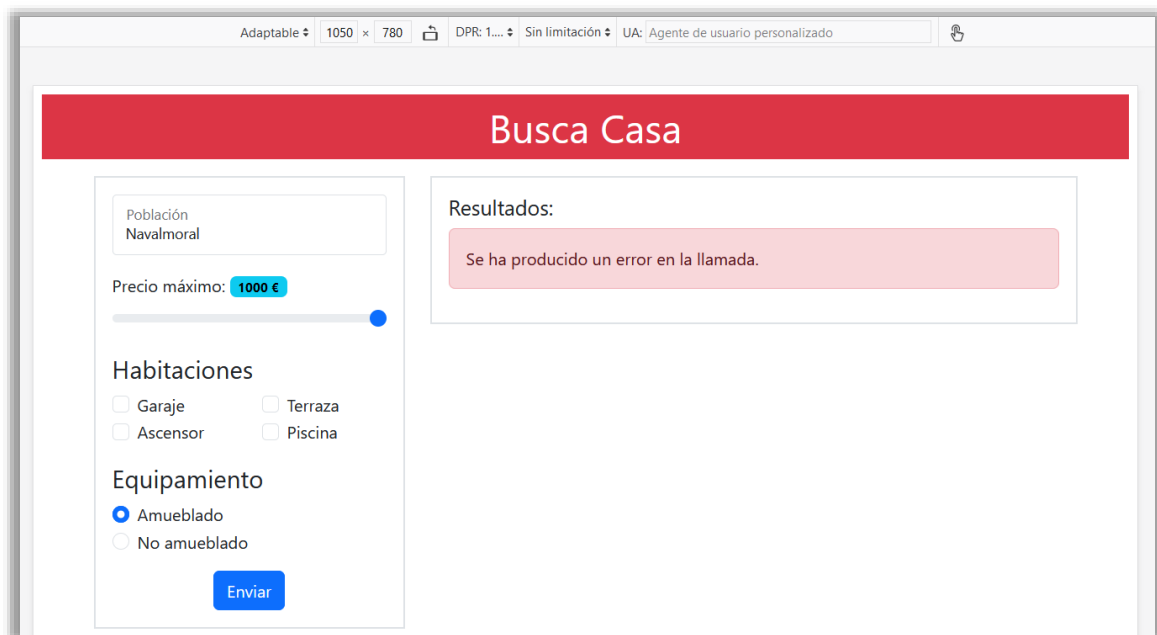 Adaptable 1050 × 780 DPR: 1.... Sin limitación UA: Agente de usuario personalizado
Busca Casa
Población
Navalmoral
Precio máximo: 1000 €
Habitaciones
Garaje Terraza
Ascensor Piscina
Equipamiento
Amueblado
No amueblado
Enviar
Resultados:
Se ha producido un error en la llamada.